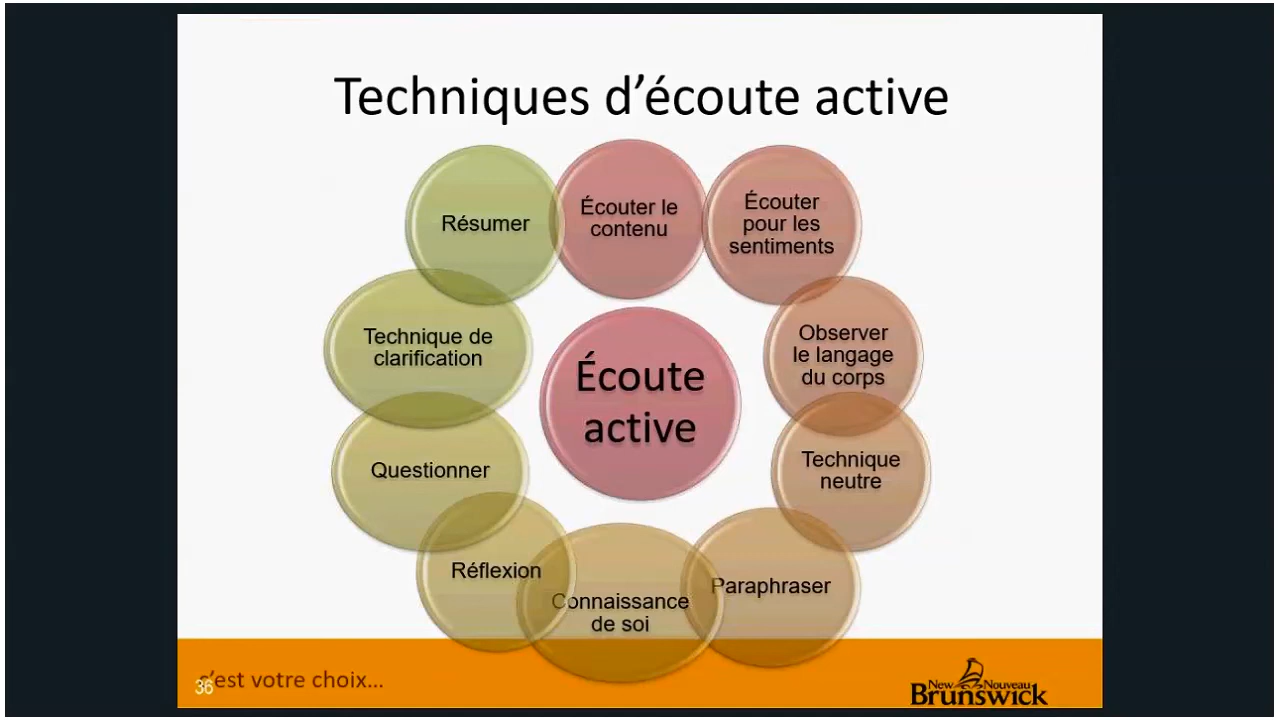 Techniques d'écoute active
Résumer
Écouter le
contenu
Écouter
pour les
sentiments
Observer
le langage
du corps
Technique
neutre
Paraphraser
Connaissance
de soi
Réflexion
Questionner
Technique de
clarification
Écoute
active
c'est votre choix...
36
New Nouveau
Brunswick